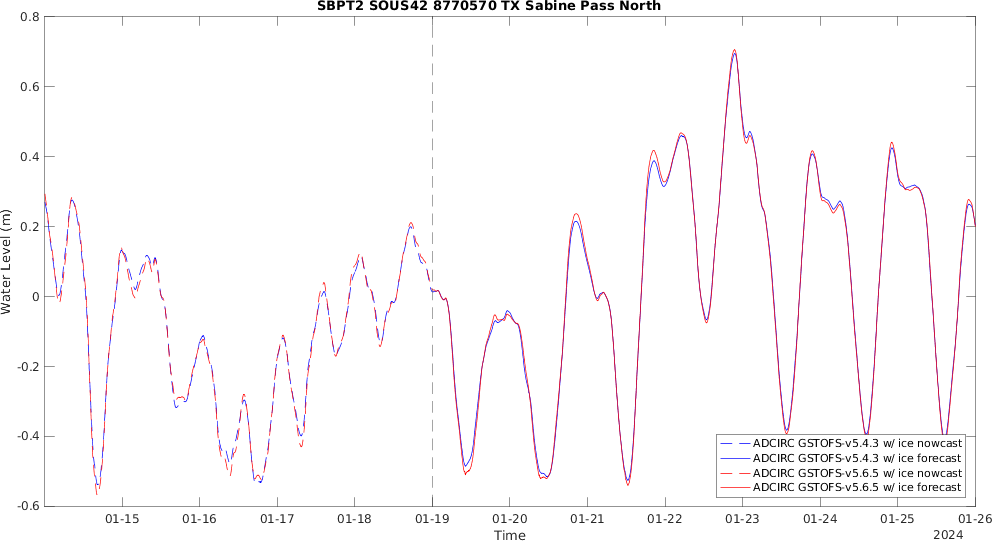 SBPT2 SOUS42 8770570 TX Sabine Pass North
0.8
0.6
0.4
0.2
0
-0.2
-0.4
-0.6
Water Level (m)
01-15 01-16 01-17 01-18 01-19 01-20 01-21 01-22 01-23 01-24 01-25 01-26
Time
2024
ADCIRC GSTOFS-v5.4.3 w/ ice nowcast
ADCIRC GSTOFS-v5.4.3 w/ ice forecast
ADCIRC GSTOFS-v5.6.5 w/ ice nowcast
ADCIRC GSTOFS-v5.6.5 w/ ice forecast